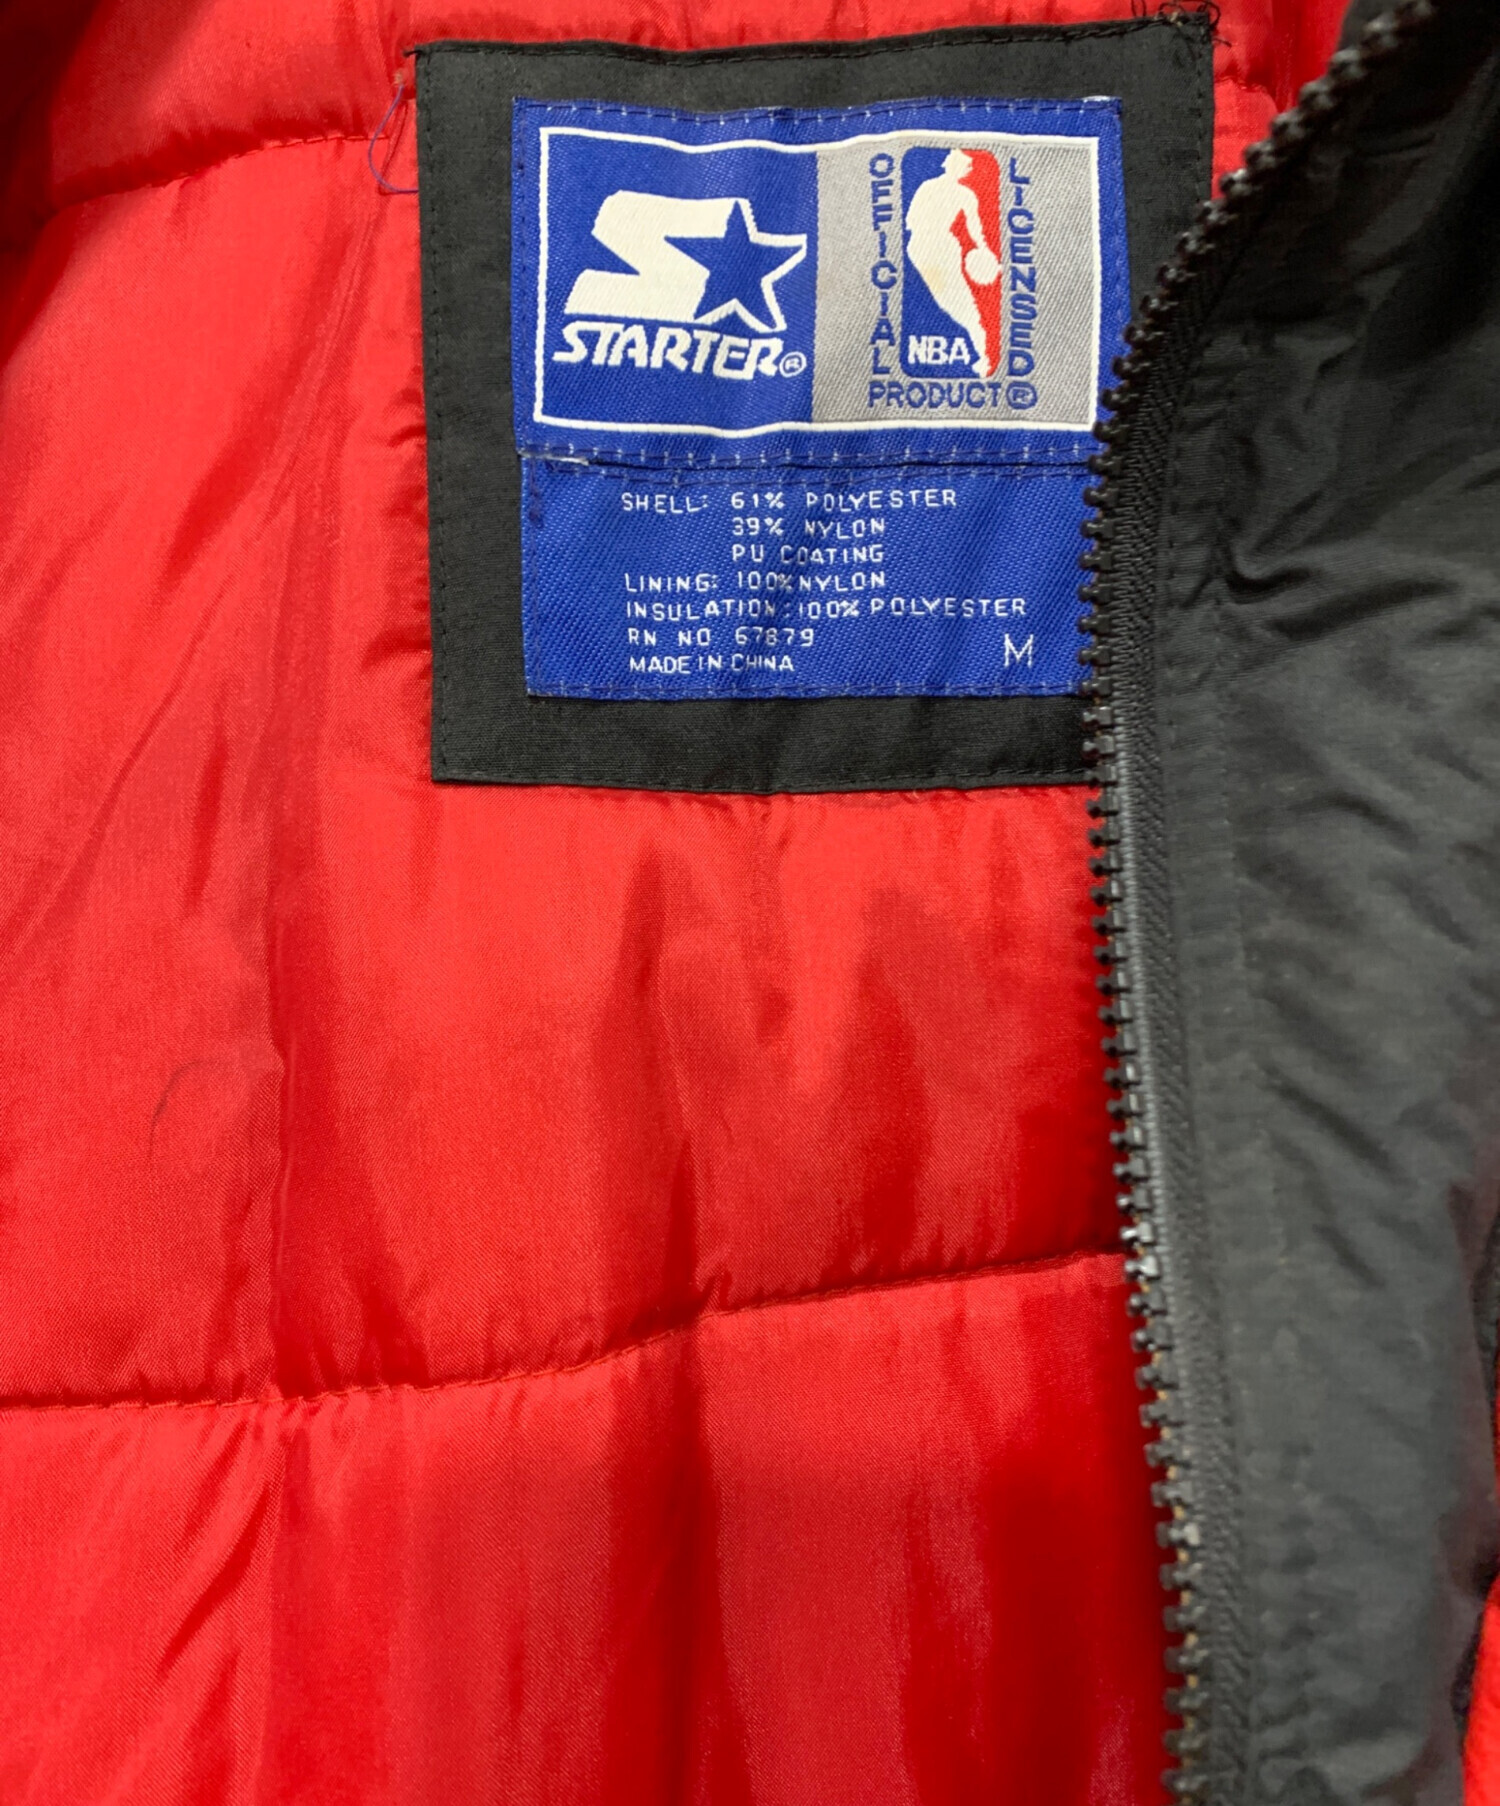 STARTER®
OFFICIAL
LICENSED
NBA
PRODUCT®
SHELL: 61% POLYESTER
39% NYLON
PU COATING
LINING: 100% NYLON
INSULATION: 100% POLYESTER
RN NO 67879
MADE IN CHINA
M